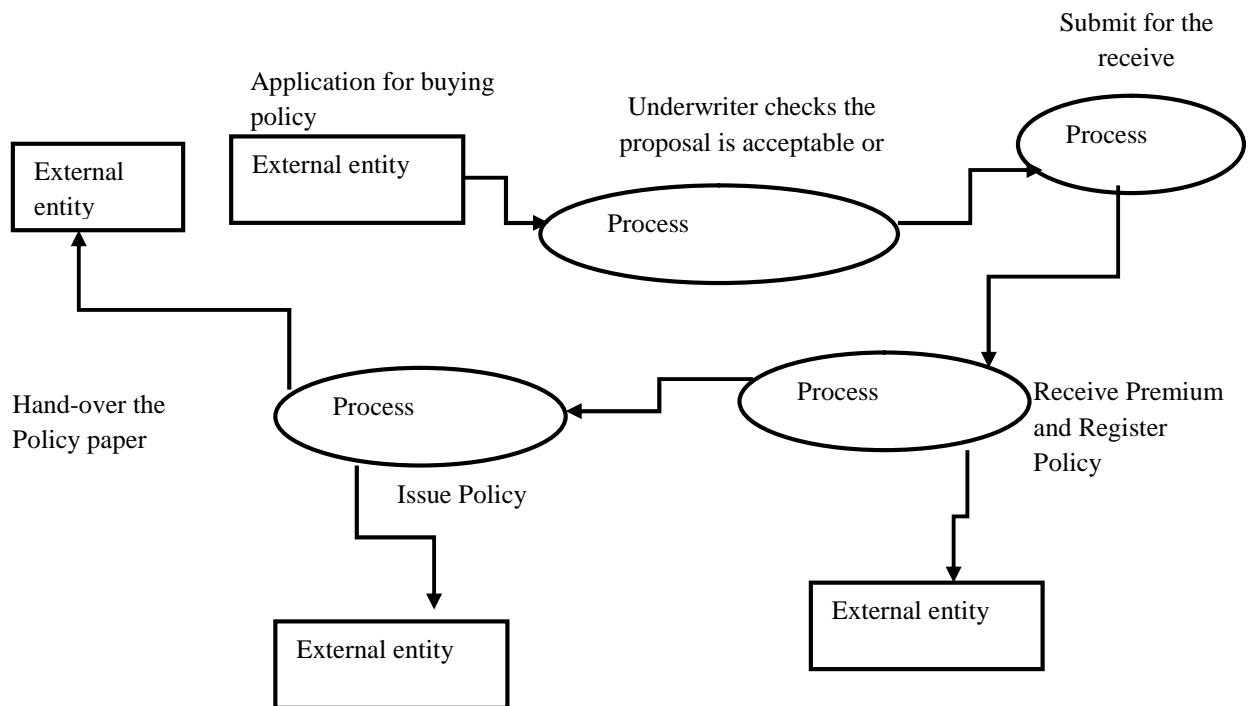 Submit for the
receive
Application for buying
policy
Underwriter checks the
proposal is acceptable or
Process
External
entity
External entity
Process
Process
Process
Receive Premium
and Register
Policy
Hand-over the
Policy paper
Issue Policy
External entity
External entity